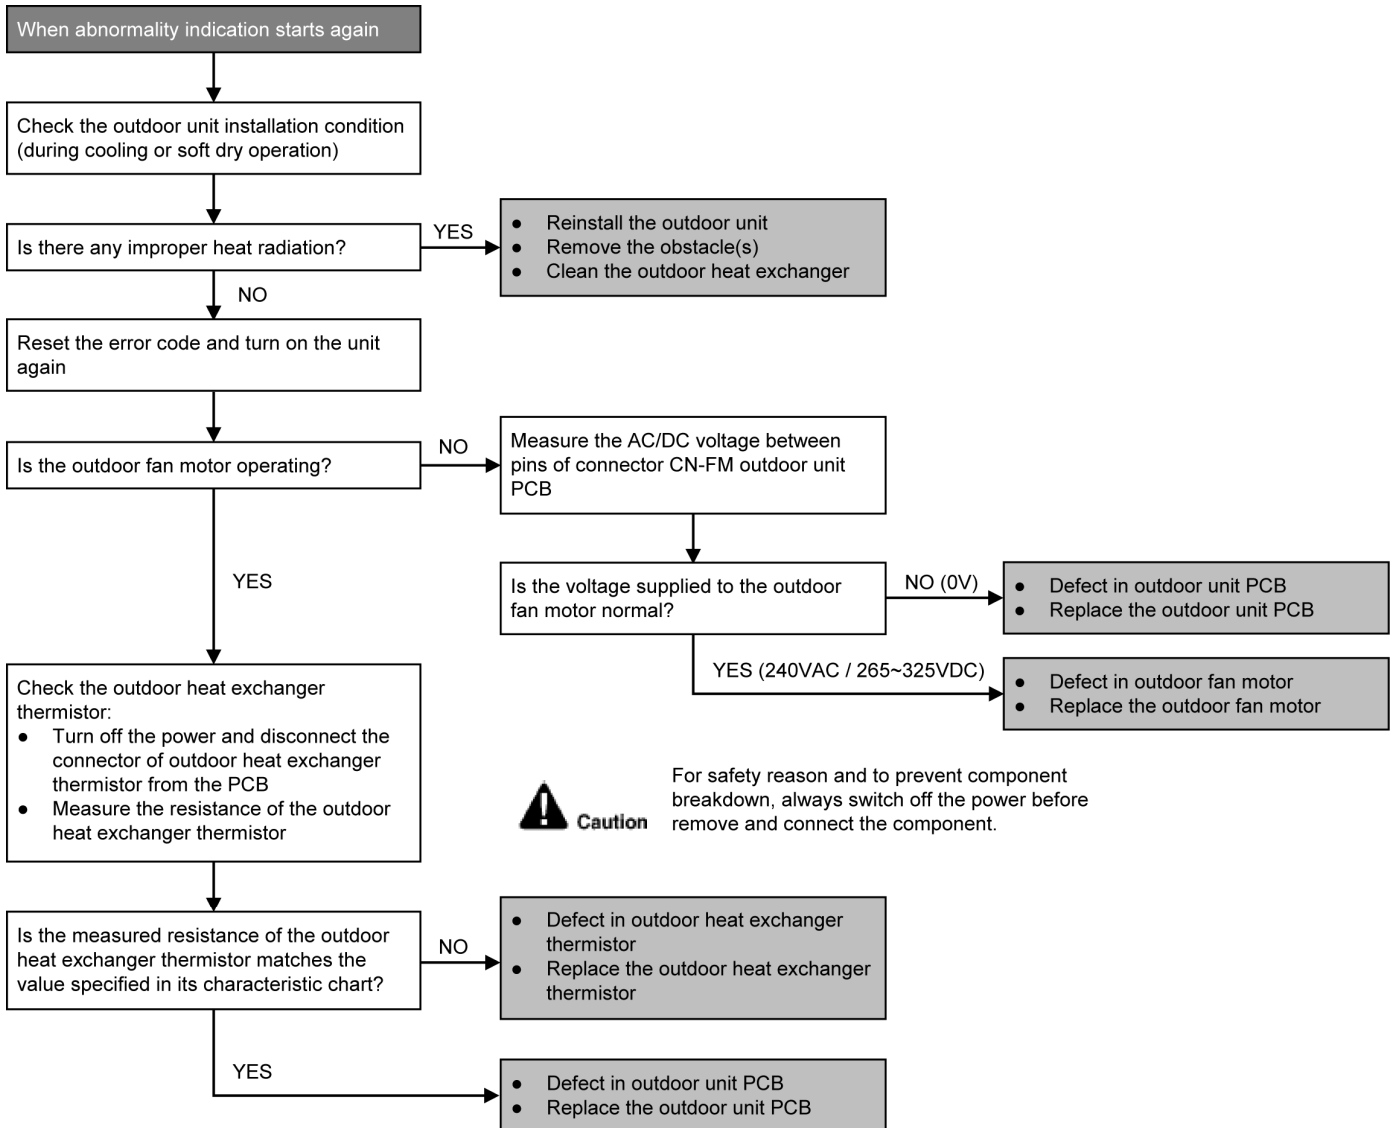 When abnormality indication starts again
Check the outdoor unit installation condition
(during cooling or soft dry operation)
Is there any improper heat radiation?
YES
● Reinstall the outdoor unit
● Remove the obstacle(s)
● Clean the outdoor heat exchanger
NO
Reset the error code and turn on the unit
again
Is the outdoor fan motor operating?
NO
Measure the AC/DC voltage between
pins of connector CN-FM outdoor unit
PCB
YES
Is the voltage supplied to the outdoor
fan motor normal?
NO (0V)
● Defect in outdoor unit PCB
● Replace the outdoor unit PCB
YES (240VAC / 265~325VDC)
● Defect in outdoor fan motor
● Replace the outdoor fan motor
Check the outdoor heat exchanger
thermistor:
● Turn off the power and disconnect the
connector of outdoor heat exchanger
thermistor from the PCB
● Measure the resistance of the outdoor
heat exchanger thermistor
Caution
For safety reason and to prevent component
breakdown, always switch off the power before
remove and connect the component.
Is the measured resistance of the outdoor
heat exchanger thermistor matches the
value specified in its characteristic chart?
NO
● Defect in outdoor heat exchanger
thermistor
● Replace the outdoor heat exchanger
thermistor
YES
● Defect in outdoor unit PCB
● Replace the outdoor unit PCB